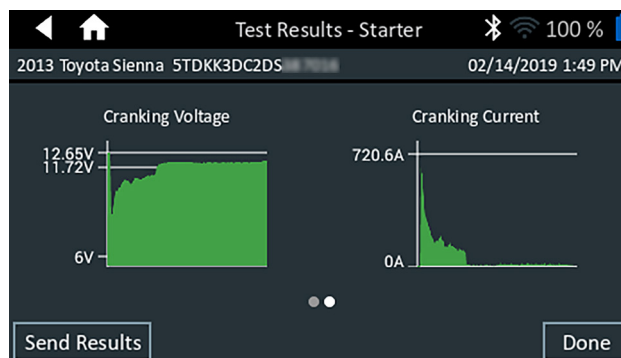 Test Results - Starter 100 %
2013 Toyota Sienna 5TDKK3DC2DS 02/14/2019 1:49 PM
Cranking Voltage
12.65V
11.72V
6V
Cranking Current
720.6A
0A
Send Results
Done